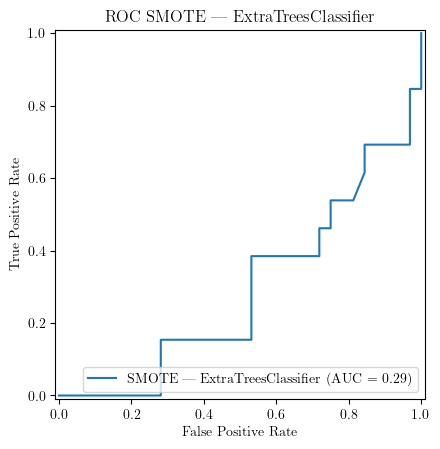 ROC SMOTE — ExtraTreesClassifier
1.0
0.8
0.6
0.4
0.2
0.0
True Positive Rate
SMOTE — ExtraTreesClassifier (AUC = 0.29)
0.0 0.2 0.4 0.6 0.8 1.0
False Positive Rate